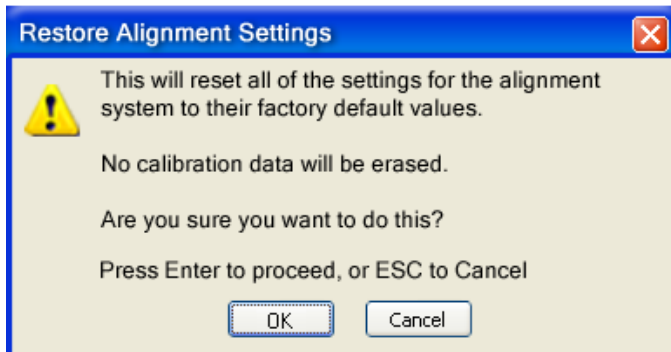 Restore Alignment Settings
This will reset all of the settings for the alignment
system to their factory default values.
No calibration data will be erased.
Are you sure you want to do this?
Press Enter to proceed, or ESC to Cancel
OK
Cancel